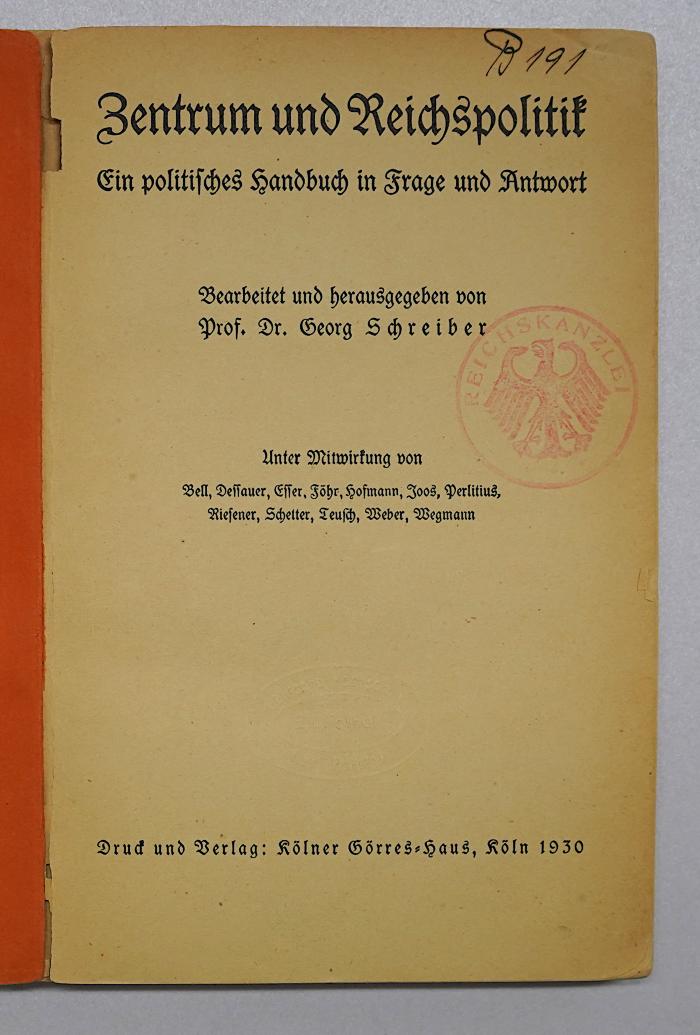 B 191
Zentrum und Reichspolitik
Ein politisches Handbuch in Frage und Antwort
Bearbeitet und herausgegeben von
Prof. Dr. Georg Schreiber
REICHSKANZLEI
Unter Mitwirkung von
Bell, Dessauer, Esser, Föhr, Hofmann, Joos, Perlitius,
Riesener, Schetter, Teusch, Weber, Wegmann
Druck und Verlag: Kölner Görres-Haus, Köln 1930